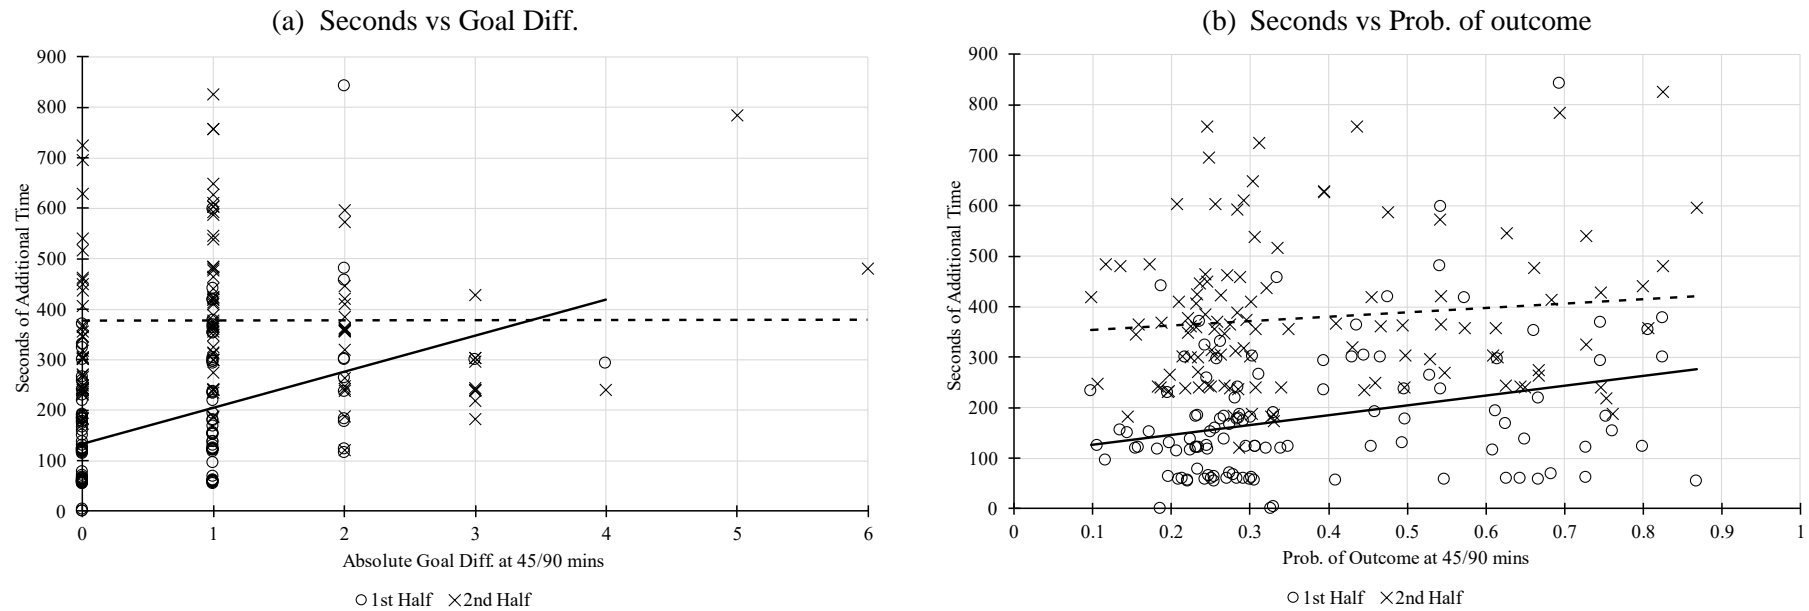 (a) Seconds vs Goal Diff.
900
800
700
600
500
400
300
200
100
0
Seconds of Additional Time
0 1 2 3 4 5 6
Absolute Goal Diff. at 45/90 mins
1st Half 2nd Half
(b) Seconds vs Prob. of outcome
900
800
700
600
500
400
300
200
100
0
Seconds of Additional Time
0 0.1 0.2 0.3 0.4 0.5 0.6 0.7 0.8 0.9 1
Prob. of Outcome at 45/90 mins
1st Half 2nd Half